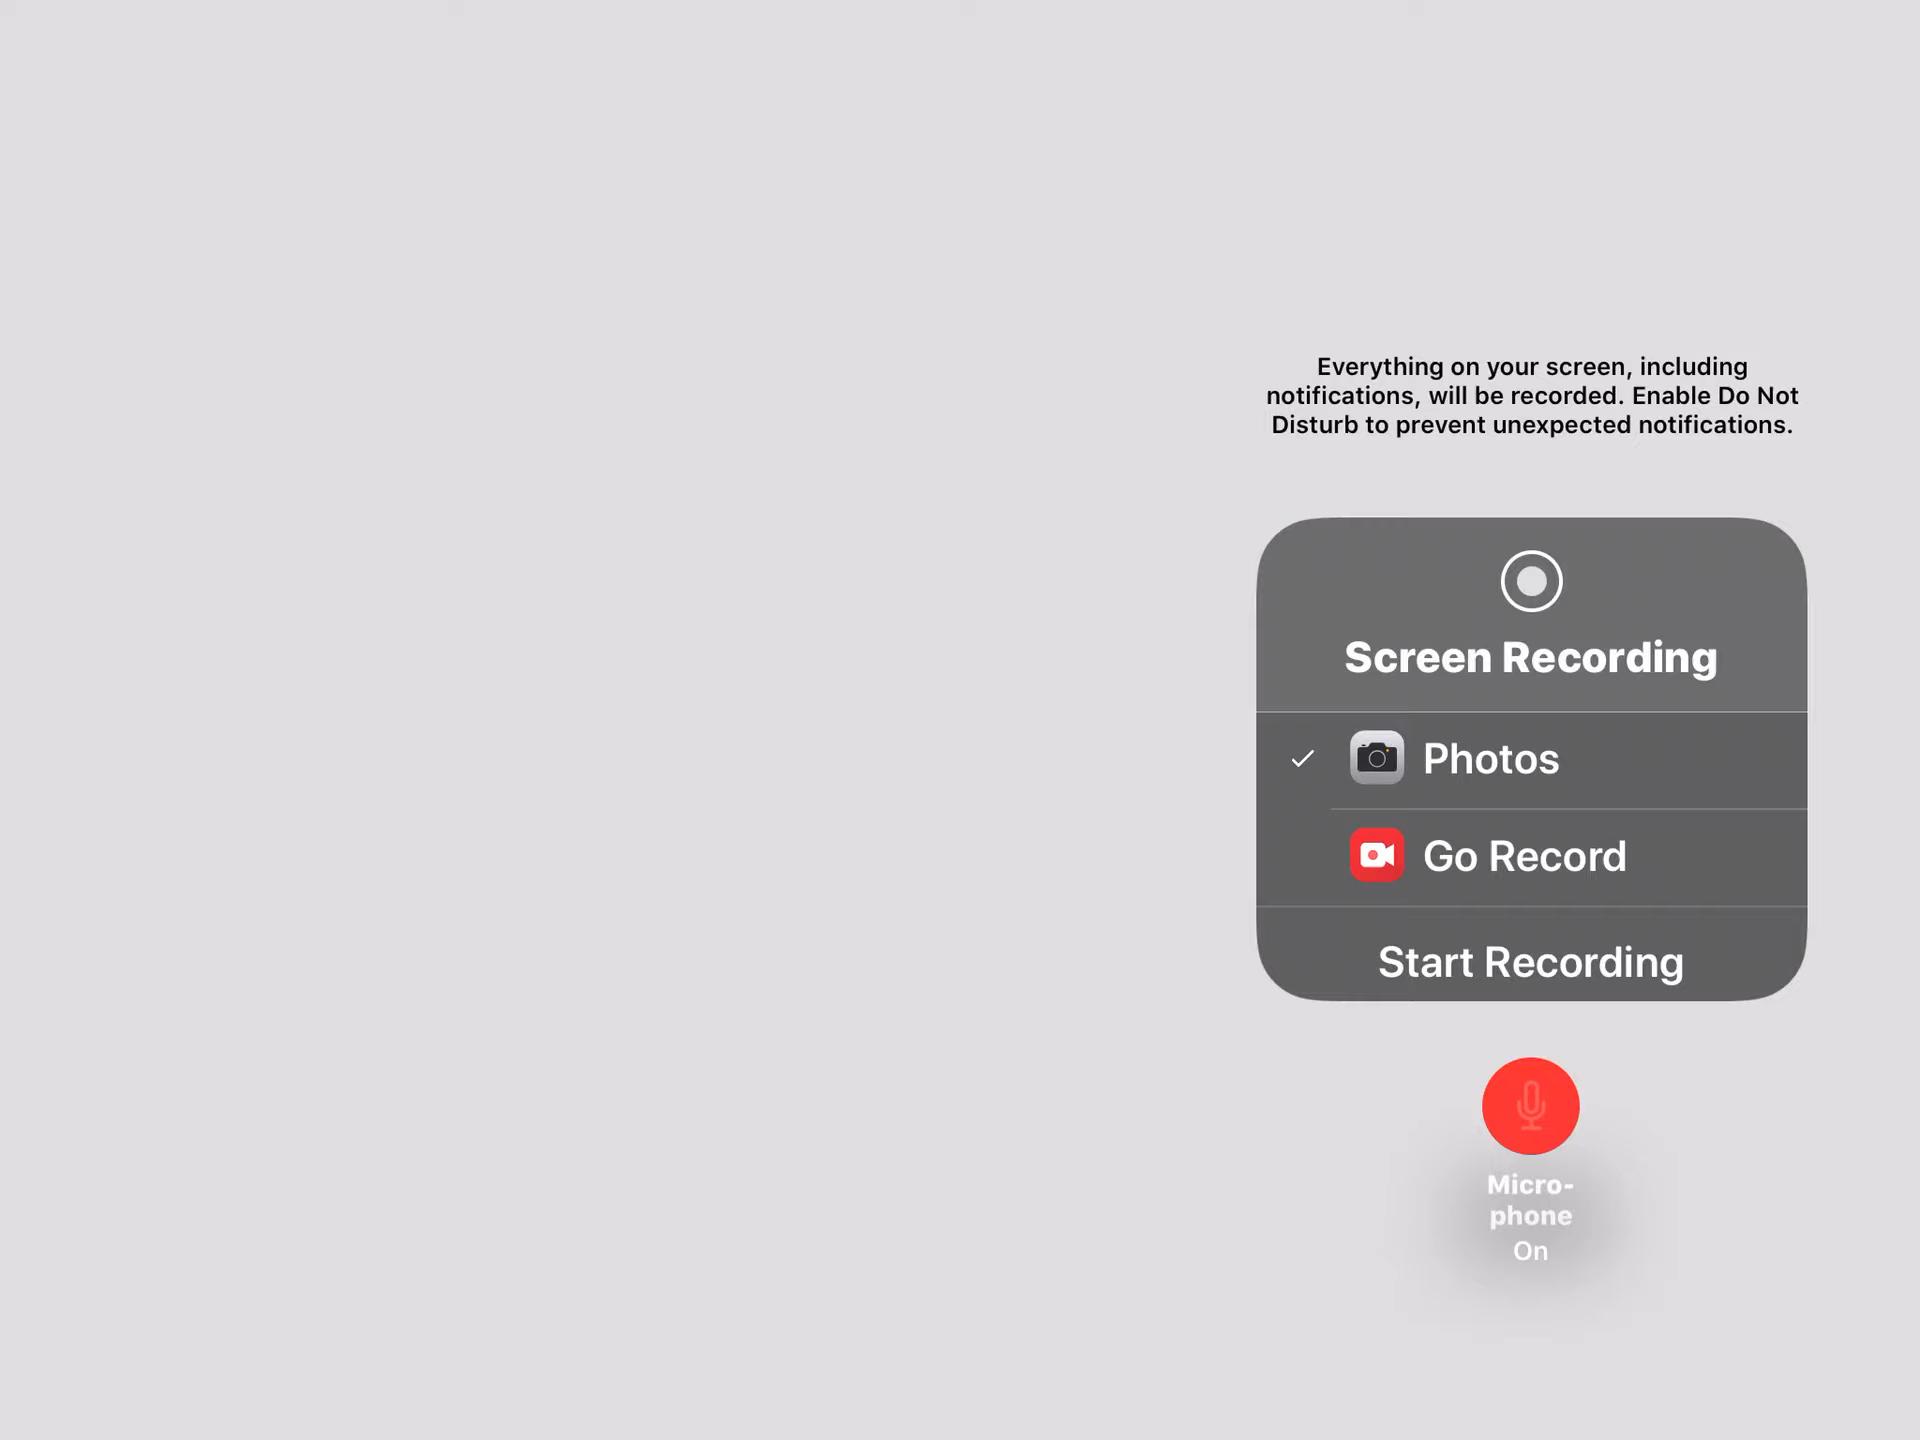 Everything on your screen, including
notifications, will be recorded. Enable Do Not
Disturb to prevent unexpected notifications.
Screen Recording
Photos
Go Record
Start Recording
Micro-
phone
On